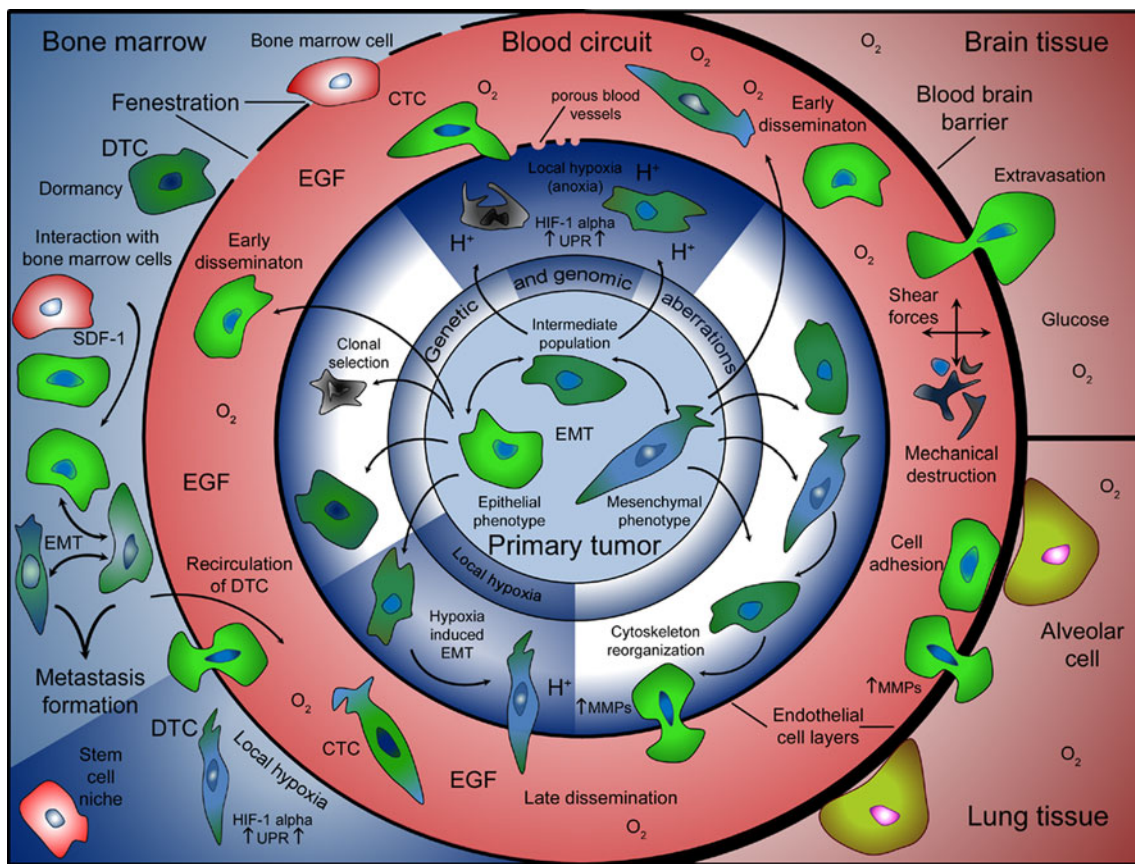 Bone marrow
Bone marrow cell
Fenestration
DTC
Dormancy
Interaction with
bone marrow cells
SDF-1
EMT
Metastasis
formation
Stem
cell
niche
DTC
Local hypoxia
HIF-1 alpha
↑ UPR ↑
Recirculation
of DTC
Blood circuit
CTC
O2
O2
O2
porous blood
vessels
EGF
Early
disseminaton
O2
EGF
O2
CTC
EGF
Late dissemination
O2
Early
disseminaton
O2
O2
Shear
forces
Mechanical
destruction
Cell
adhesion
↑MMPs
Endothelial
cell layers
Local hypoxia
(anoxia)
H+
H+
H+
HIF-1 alpha
↑ UPR ↑
Genetic
and genomic
aberrations
Clonal
selection
Intermediate
population
EMT
Epithelial
phenotype
Mesenchymal
phenotype
Primary tumor
Local hypoxia
Hypoxia
induced
EMT
H+
Cytoskeleton
reorganization
↑MMPs
O2
Brain tissue
O2
Blood brain
barrier
Extravasation
Glucose
O2
O2
Alveolar
cell
O2
Lung tissue